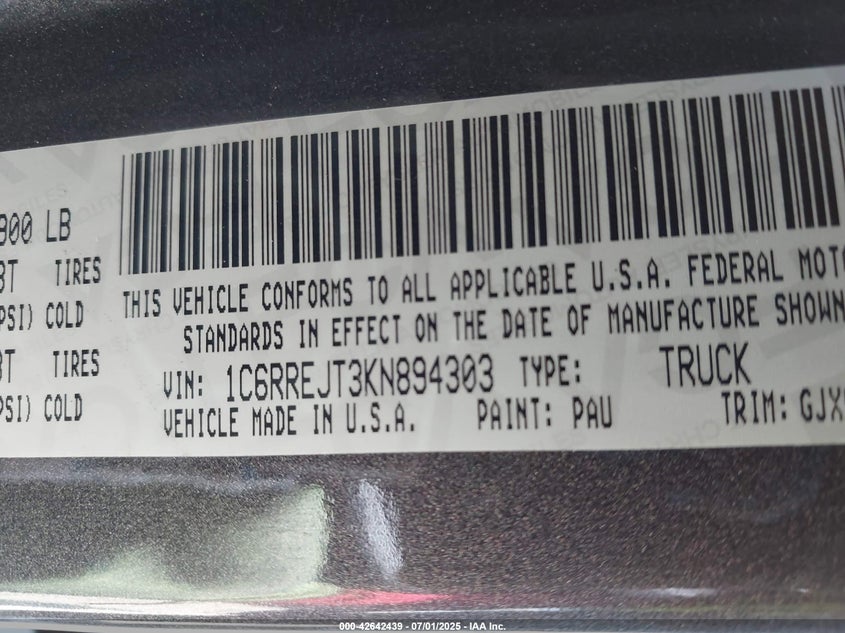 900 LB
TIRES
PSI) COLD
TIRES
PSI) COLD
THIS VEHICLE CONFORMS TO ALL APPLICABLE U.S.A. FEDERAL MOTO
STANDARDS IN EFFECT ON THE DATE OF MANUFACTURE SHOWN
VIN: 1C6RREJT3KN894303 TYPE: TRUCK
VEHICLE MADE IN U.S.A. PAINT: PAU TRIM: GJX
000-42642439 - 07/01/2025 - IAA Inc.